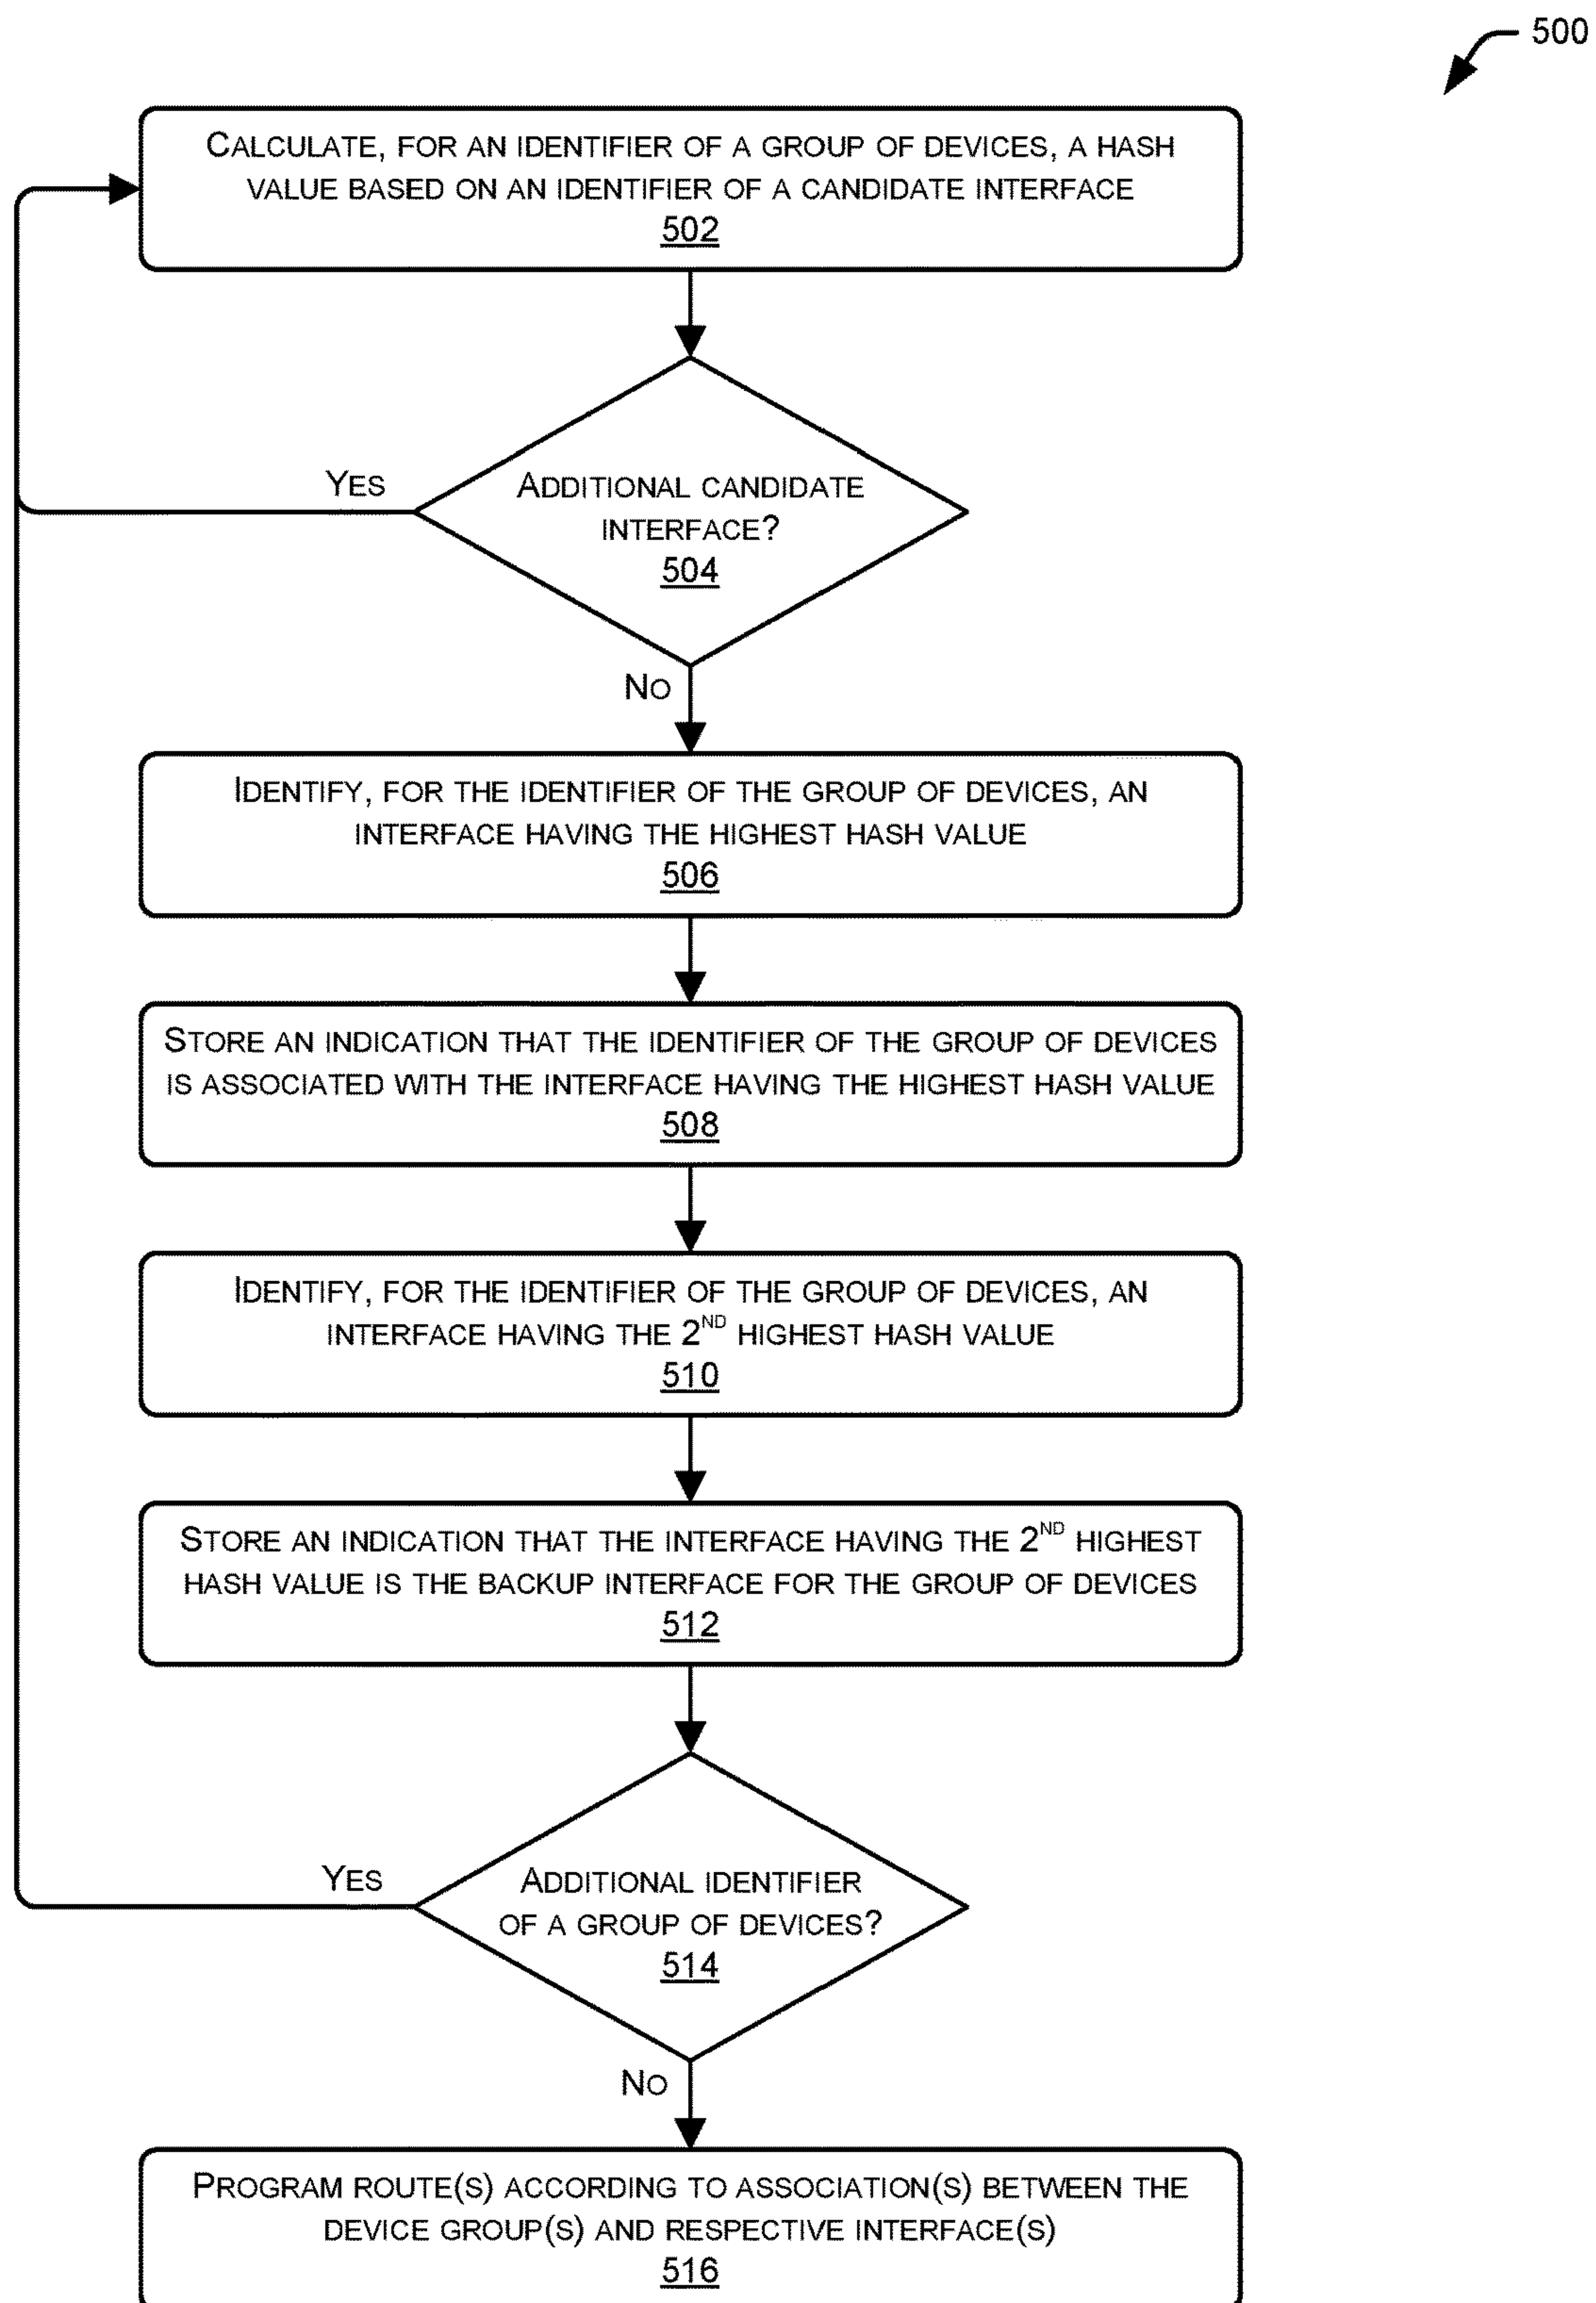 500
CALCULATE, FOR AN IDENTIFIER OF A GROUP OF DEVICES, A HASH
VALUE BASED ON AN IDENTIFIER OF A CANDIDATE INTERFACE
502
YES
ADDITIONAL CANDIDATE
INTERFACE?
504
NO
IDENTIFY, FOR THE IDENTIFIER OF THE GROUP OF DEVICES, AN
INTERFACE HAVING THE HIGHEST HASH VALUE
506
STORE AN INDICATION THAT THE IDENTIFIER OF THE GROUP OF DEVICES
IS ASSOCIATED WITH THE INTERFACE HAVING THE HIGHEST HASH VALUE
508
IDENTIFY, FOR THE IDENTIFIER OF THE GROUP OF DEVICES, AN
INTERFACE HAVING THE 2ND HIGHEST HASH VALUE
510
STORE AN INDICATION THAT THE INTERFACE HAVING THE 2ND HIGHEST
HASH VALUE IS THE BACKUP INTERFACE FOR THE GROUP OF DEVICES
512
YES
ADDITIONAL IDENTIFIER
OF A GROUP OF DEVICES?
514
NO
PROGRAM ROUTE(S) ACCORDING TO ASSOCIATION(S) BETWEEN THE
DEVICE GROUP(S) AND RESPECTIVE INTERFACE(S)
516